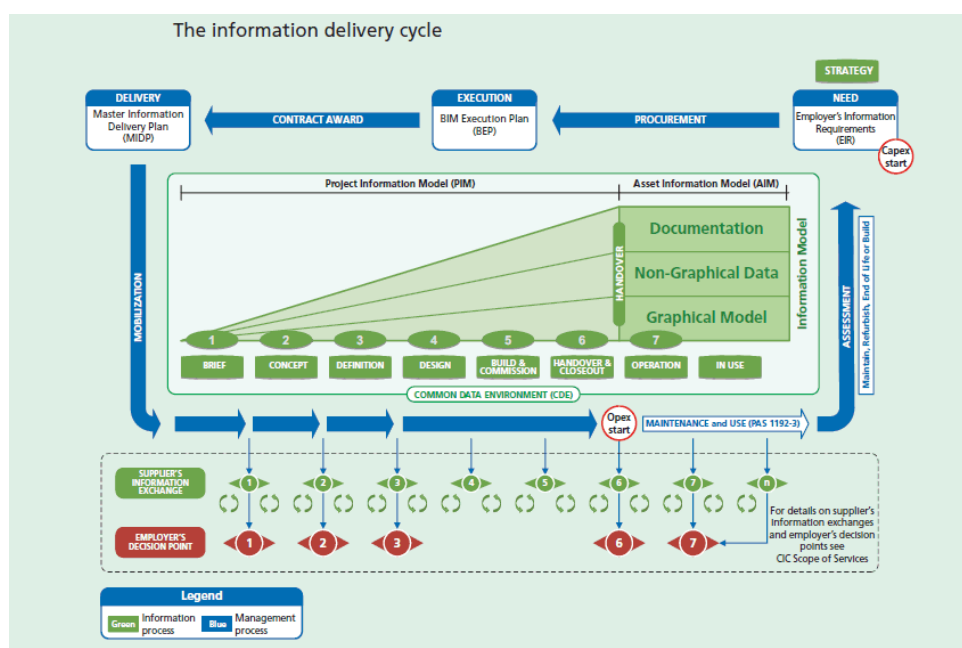 The information delivery cycle
STRATEGY
DELIVERY
Master Information
Delivery Plan
(MIDP)
CONTRACT AWARD
EXECUTION
BIM Execution Plan
(BEP)
PROCUREMENT
NEED
Employer's Information
Requirements
(EIR)
Capex
start
Project Information Model (PIM)
Asset Information Model (AIM)
MOBILIZATION
HANDOVER
Documentation
Non-Graphical Data
Graphical Model
Information Model
ASSESSMENT
Maintain, Refurbish, End of Life or Build
1 2 3 4 5 6 7
BRIEF
CONCEPT
DEFINITION
DESIGN
BUILD &
COMMISSION
HANDOVER &
CLOSEOUT
OPERATION
IN USE
COMMON DATA ENVIRONMENT (CDE)
Opex
start
MAINTENANCE and USE (PAS 1192-3)
SUPPLIER'S
INFORMATION
EXCHANGE
1 2 3 4 5 6 7 n
EMPLOYER'S
DECISION POINT
1 2 3 6 7
For details on supplier's
Information exchanges
and employer's decision
points see
CIC Scope of Services
Legend
Green
Information
process
Blue
Management
process